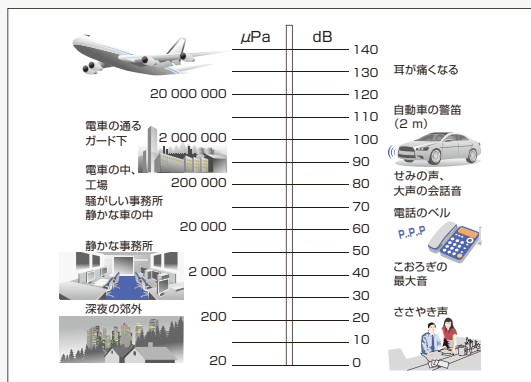 μPa
dB
140
130
耳が痛くなる
20 000 000
120
110
自動車の警笛
（2 m）
電車の通る
ガード下
2 000 000
100
90
電車の中、
工場
200 000
80
せみの声、
大声の会話音
騒がしい事務所
静かな車の中
70
電話のベル
20 000
60
P..P..P
静かな事務所
50
2 000
40
こおろぎの
最大音
30
深夜の郊外
200
20
ささやき声
10
20
0